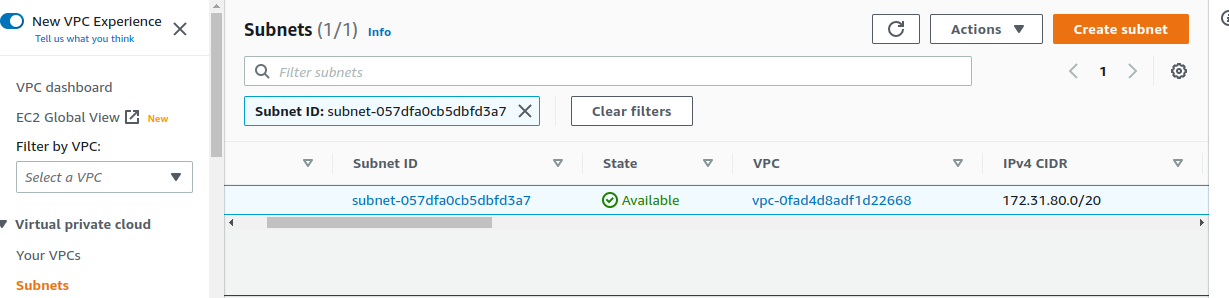 New VPC Experience
Tell us what you think
VPC dashboard
EC2 Global View New
Filter by VPC:
Select a VPC
Virtual private cloud
Your VPCs
Subnets
Subnets (1/1) Info
Actions
Create subnet
Filter subnets
1
Subnet ID: subnet-057dfa0cb5dbfd3a7
Clear filters
Subnet ID State VPC IPv4 CIDR
subnet-057dfa0cb5dbfd3a7 Available vpc-0fad4d8adf1d22668 172.31.80.0/20